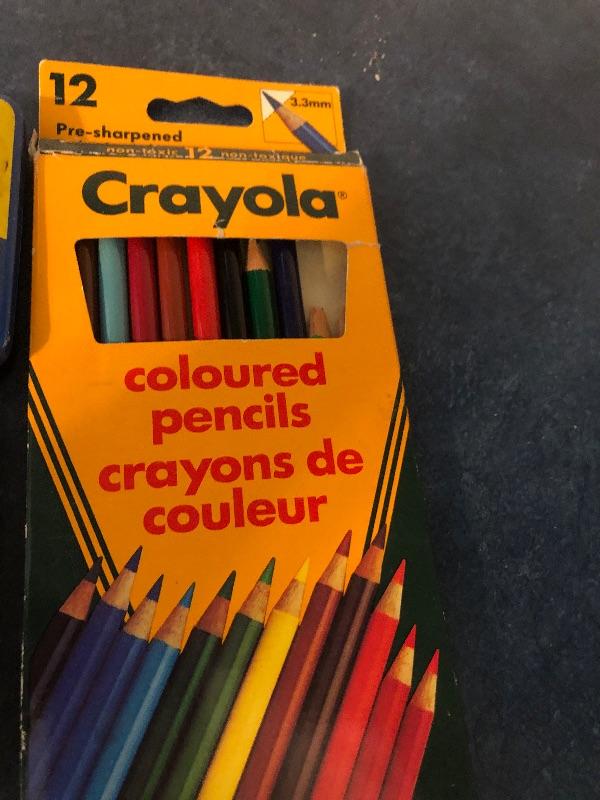 12
3.3mm
Pre-sharpened
non-toxic 12 non-toxique
Crayola®
coloured
pencils
crayons de
couleur